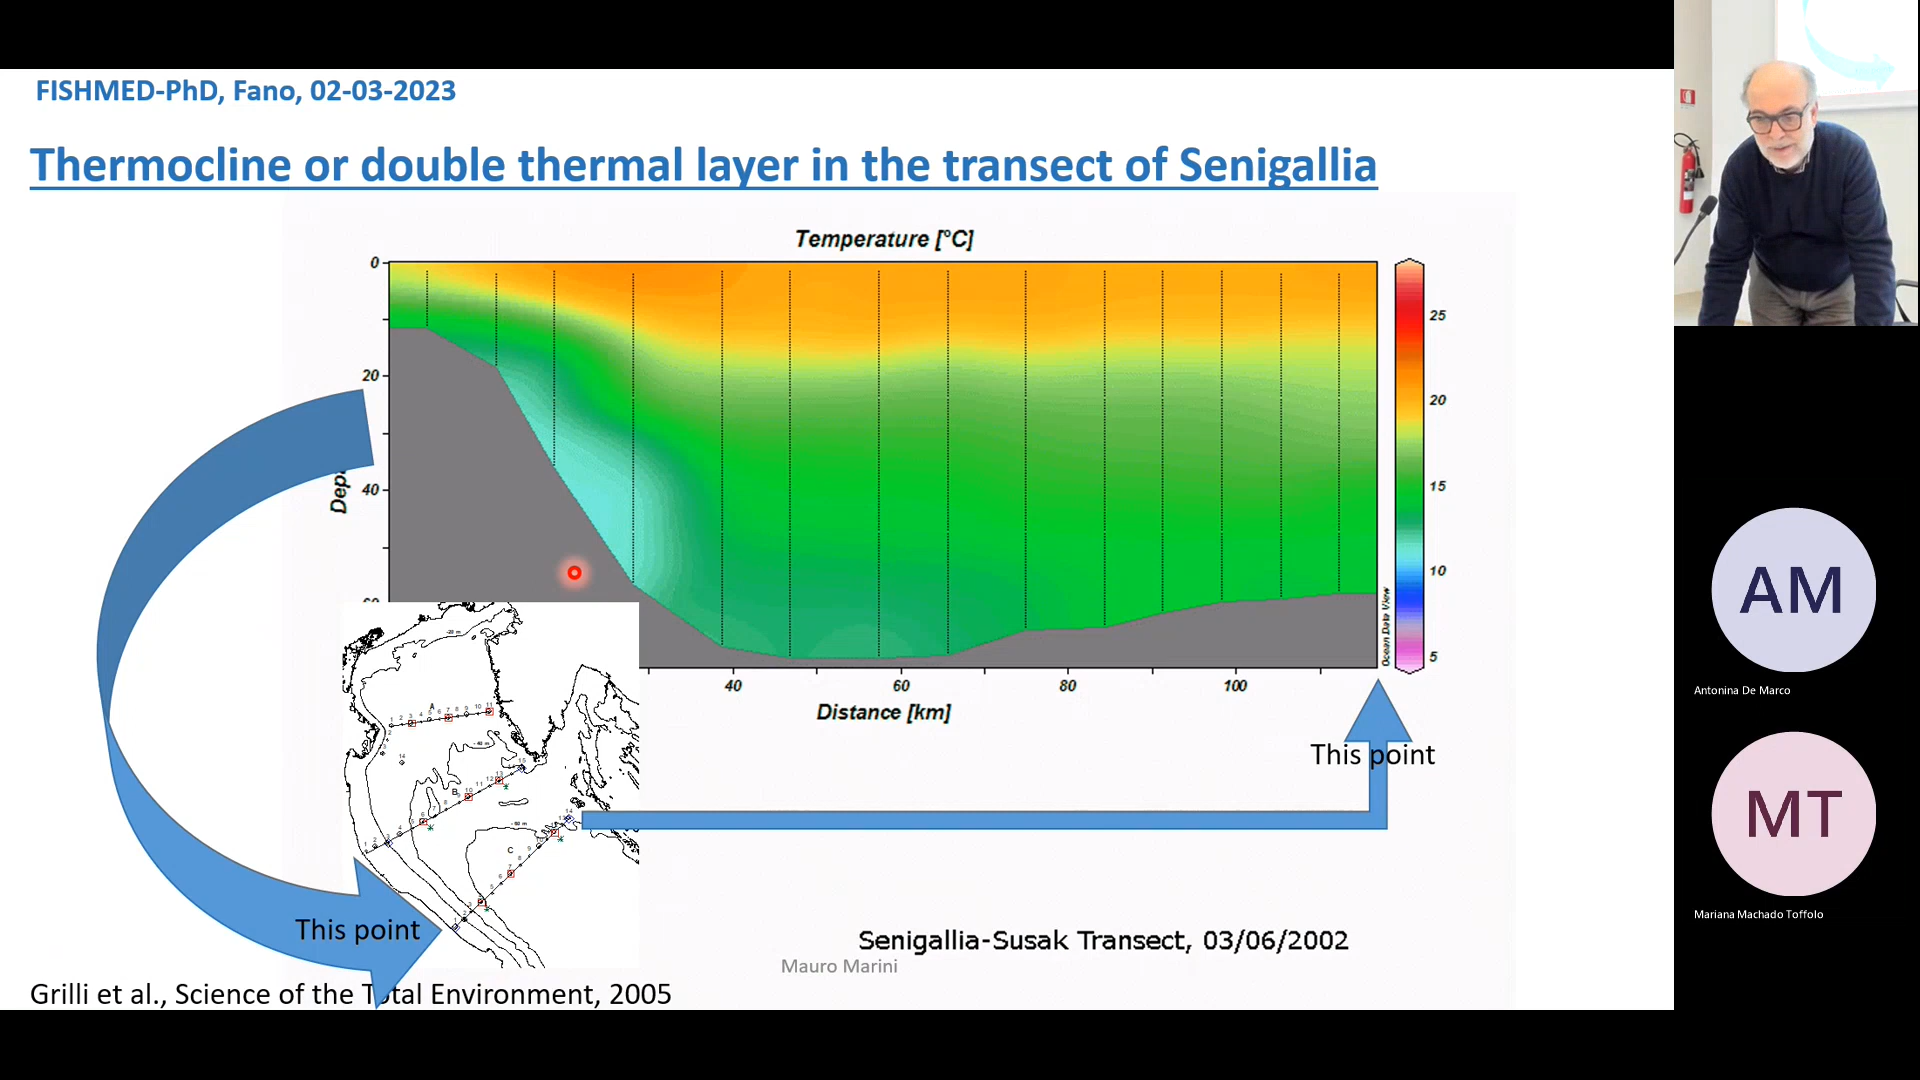 FISHMED-PhD, Fano, 02-03-2023
Thermocline or double thermal layer in the transect of Senigallia
Temperature [°C]
0
20
40
25
20
15
10
5
Ocean Data View
40
60
80
100
Distance [km]
This point
A
B
C
This point
Senigallia-Susak Transect, 03/06/2002
Mauro Marini
Grilli et al., Science of the Total Environment, 2005
AM
Antonina De Marco
MT
Mariana Machado Toffolo